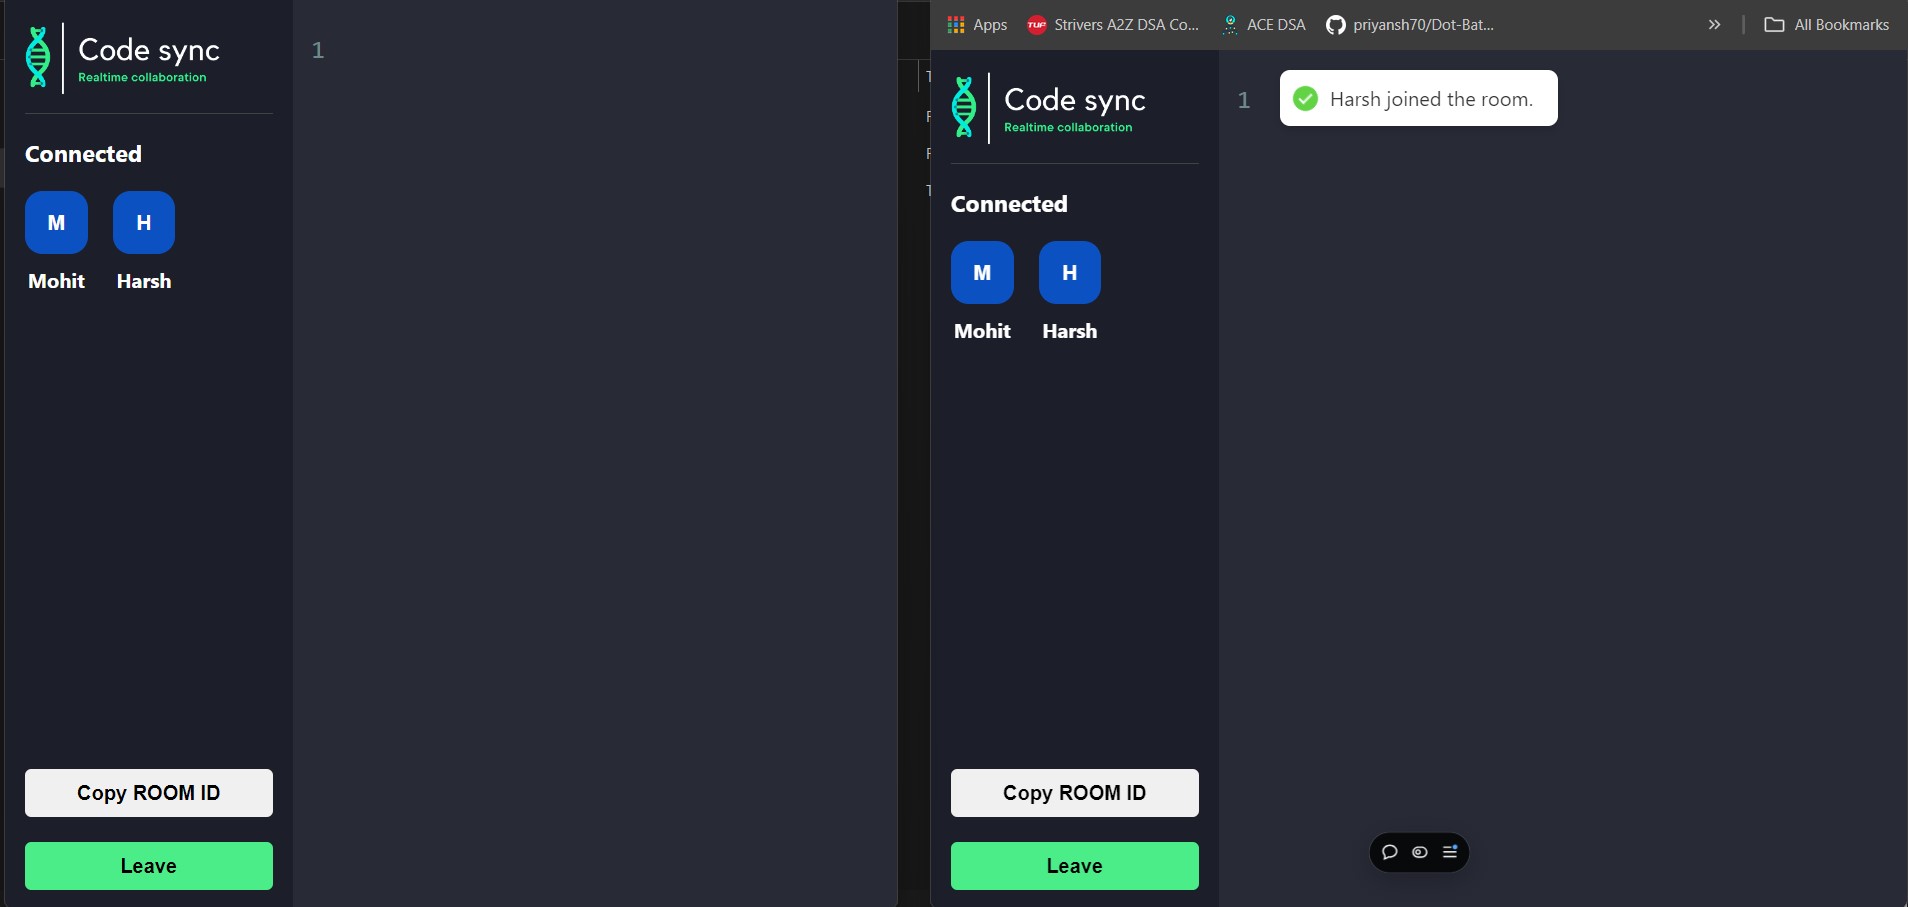 Code sync
Realtime collaboration
1
Connected
M H
Mohit Harsh
Copy ROOM ID
Leave
Apps TUF Strivers A2Z DSA Co... ACE DSA priyansh70/Dot-Bat... » All Bookmarks
Code sync
Realtime collaboration
1 Harsh joined the room.
Connected
M H
Mohit Harsh
Copy ROOM ID
Leave